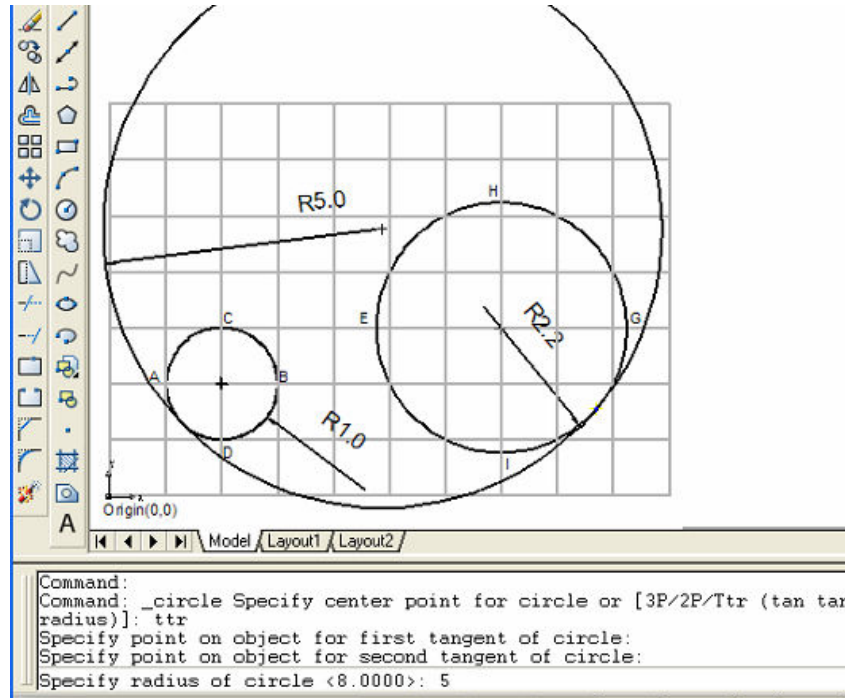 H
R5.0
R2.2
C
E
G
A
B
R1.0
D
I
Y
X
Origin(0,0)
A
Model Layout1 Layout2
Command:
Command: _circle Specify center point for circle or [3P/2P/Ttr (tan tan
radius)]: ttr
Specify point on object for first tangent of circle:
Specify point on object for second tangent of circle:
Specify radius of circle <8.0000>: 5